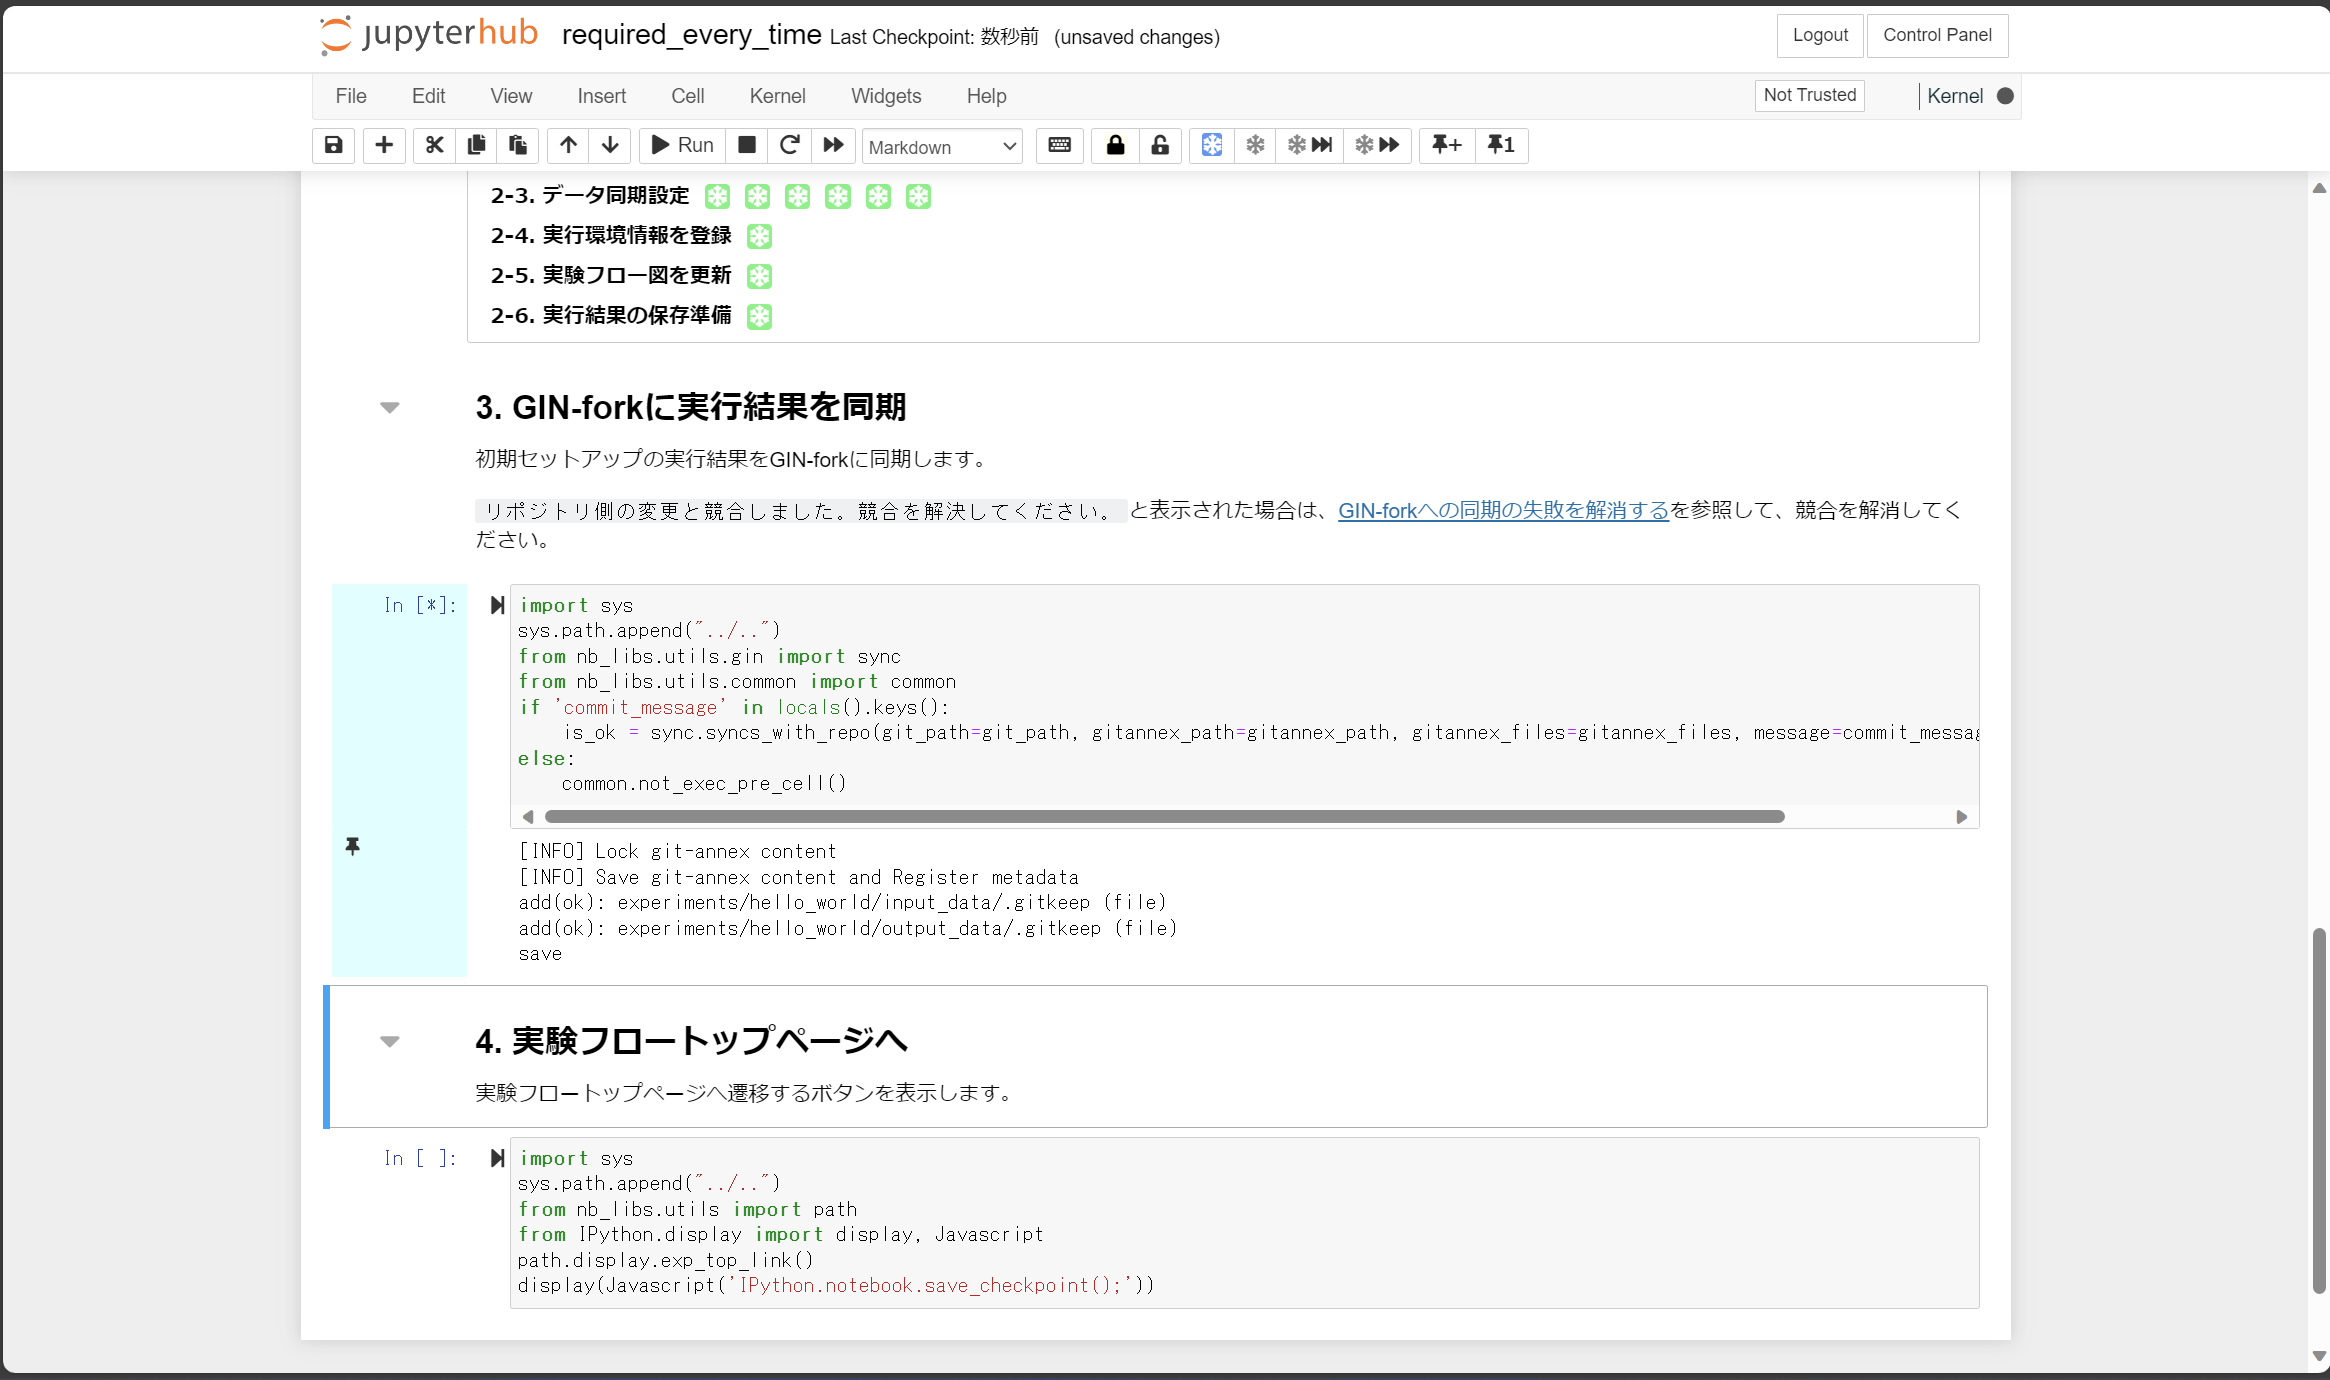 jupyterhub required_every_time Last Checkpoint: 数秒前 (unsaved changes) Logout Control Panel
File Edit View Insert Cell Kernel Widgets Help Not Trusted Kernel
Run Markdown +1
2-3. データ同期設定
2-4. 実行環境情報を登録
2-5. 実験フロー図を更新
2-6. 実行結果の保存準備
3. GIN-forkに実行結果を同期
初期セットアップの実行結果をGIN-forkに同期します。
リポジトリ側の変更と競合しました。競合を解決してください。 と表示された場合は、GIN-forkへの同期の失敗を解消するを参照して、競合を解消してく
ださい。
In [*]:
import sys
sys.path.append("../..")
from nb_libs.utils.gin import sync
from nb_libs.utils.common import common
if 'commit_message' in locals().keys():
    is_ok = sync.syncs_with_repo(git_path=git_path, gitannex_path=gitannex_path, gitannex_files=gitannex_files, message=commit_messag
else:
    common.not_exec_pre_cell()
[INFO] Lock git-annex content
[INFO] Save git-annex content and Register metadata
add(ok): experiments/hello_world/input_data/.gitkeep (file)
add(ok): experiments/hello_world/output_data/.gitkeep (file)
save
4. 実験フロートップページへ
実験フロートップページへ遷移するボタンを表示します。
In [ ]:
import sys
sys.path.append("../..")
from nb_libs.utils import path
from IPython.display import display, Javascript
path.display.exp_top_link()
display(Javascript('IPython.notebook.save_checkpoint();'))